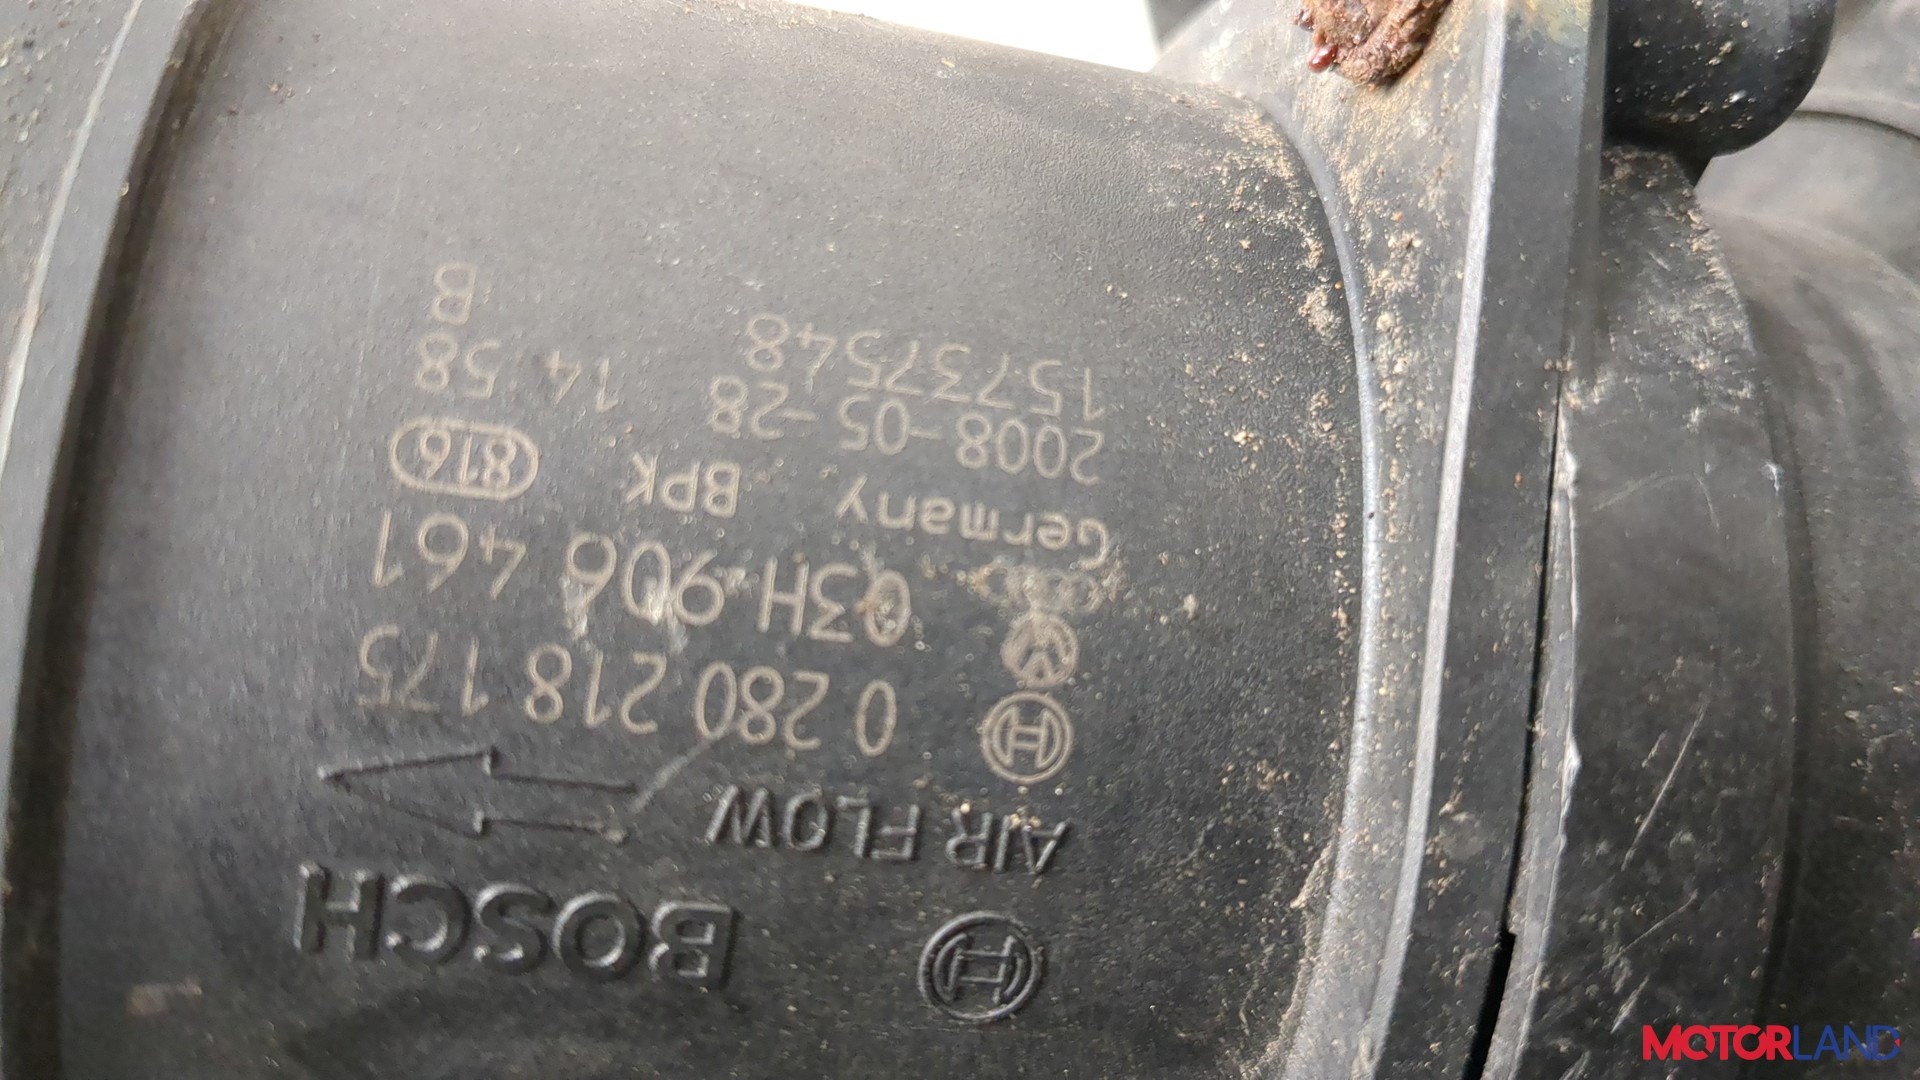 BOSCH
AIR FLOW
0 280 218 175
03H 906 461
Germany BPK 816
2008-05-28 14 58
15737548 B
MOTORLAND